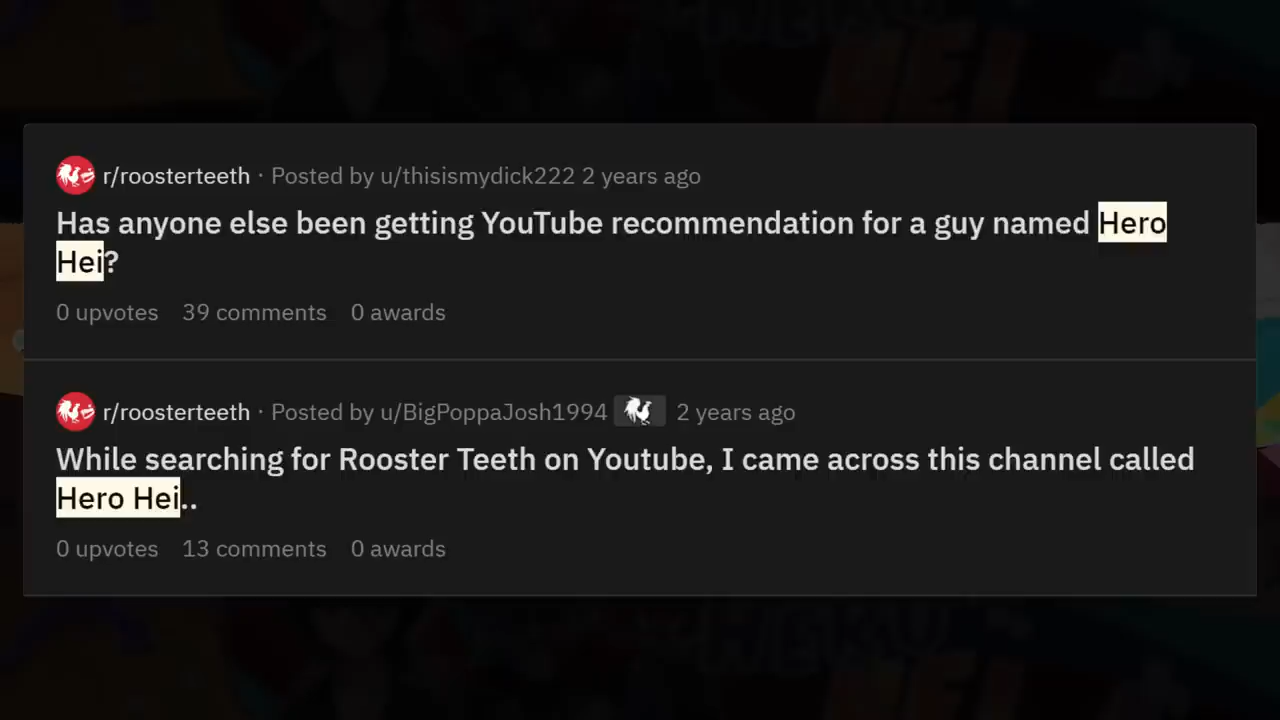 r/roosterteeth · Posted by u/thisismydick222 2 years ago
Has anyone else been getting YouTube recommendation for a guy named Hero
Hei?
0 upvotes 39 comments 0 awards
r/roosterteeth · Posted by u/BigPoppaJosh1994 2 years ago
While searching for Rooster Teeth on Youtube, I came across this channel called
Hero Hei..
0 upvotes 13 comments 0 awards